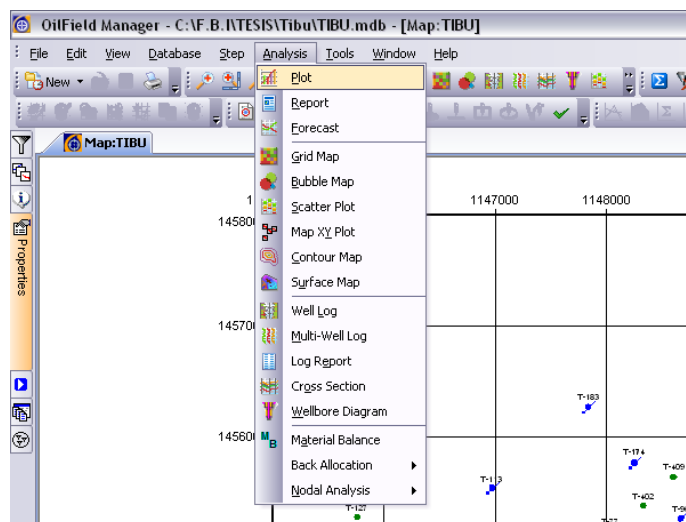 OilField Manager - C:\F.B.I\TESIS\Tibu\TIBU.mdb - [Map:TIBU]
File Edit View Database Step Analysis Tools Window Help
New
Map:TIBU
Properties
Plot
Report
Forecast
Grid Map
Bubble Map
Scatter Plot
Map XY Plot
Contour Map
Surface Map
Well Log
Multi-Well Log
Log Report
Cross Section
Wellbore Diagram
Material Balance
Back Allocation
Nodal Analysis
1147000 1148000
T-183
T-174
T-409
T-113
T-402
T-127